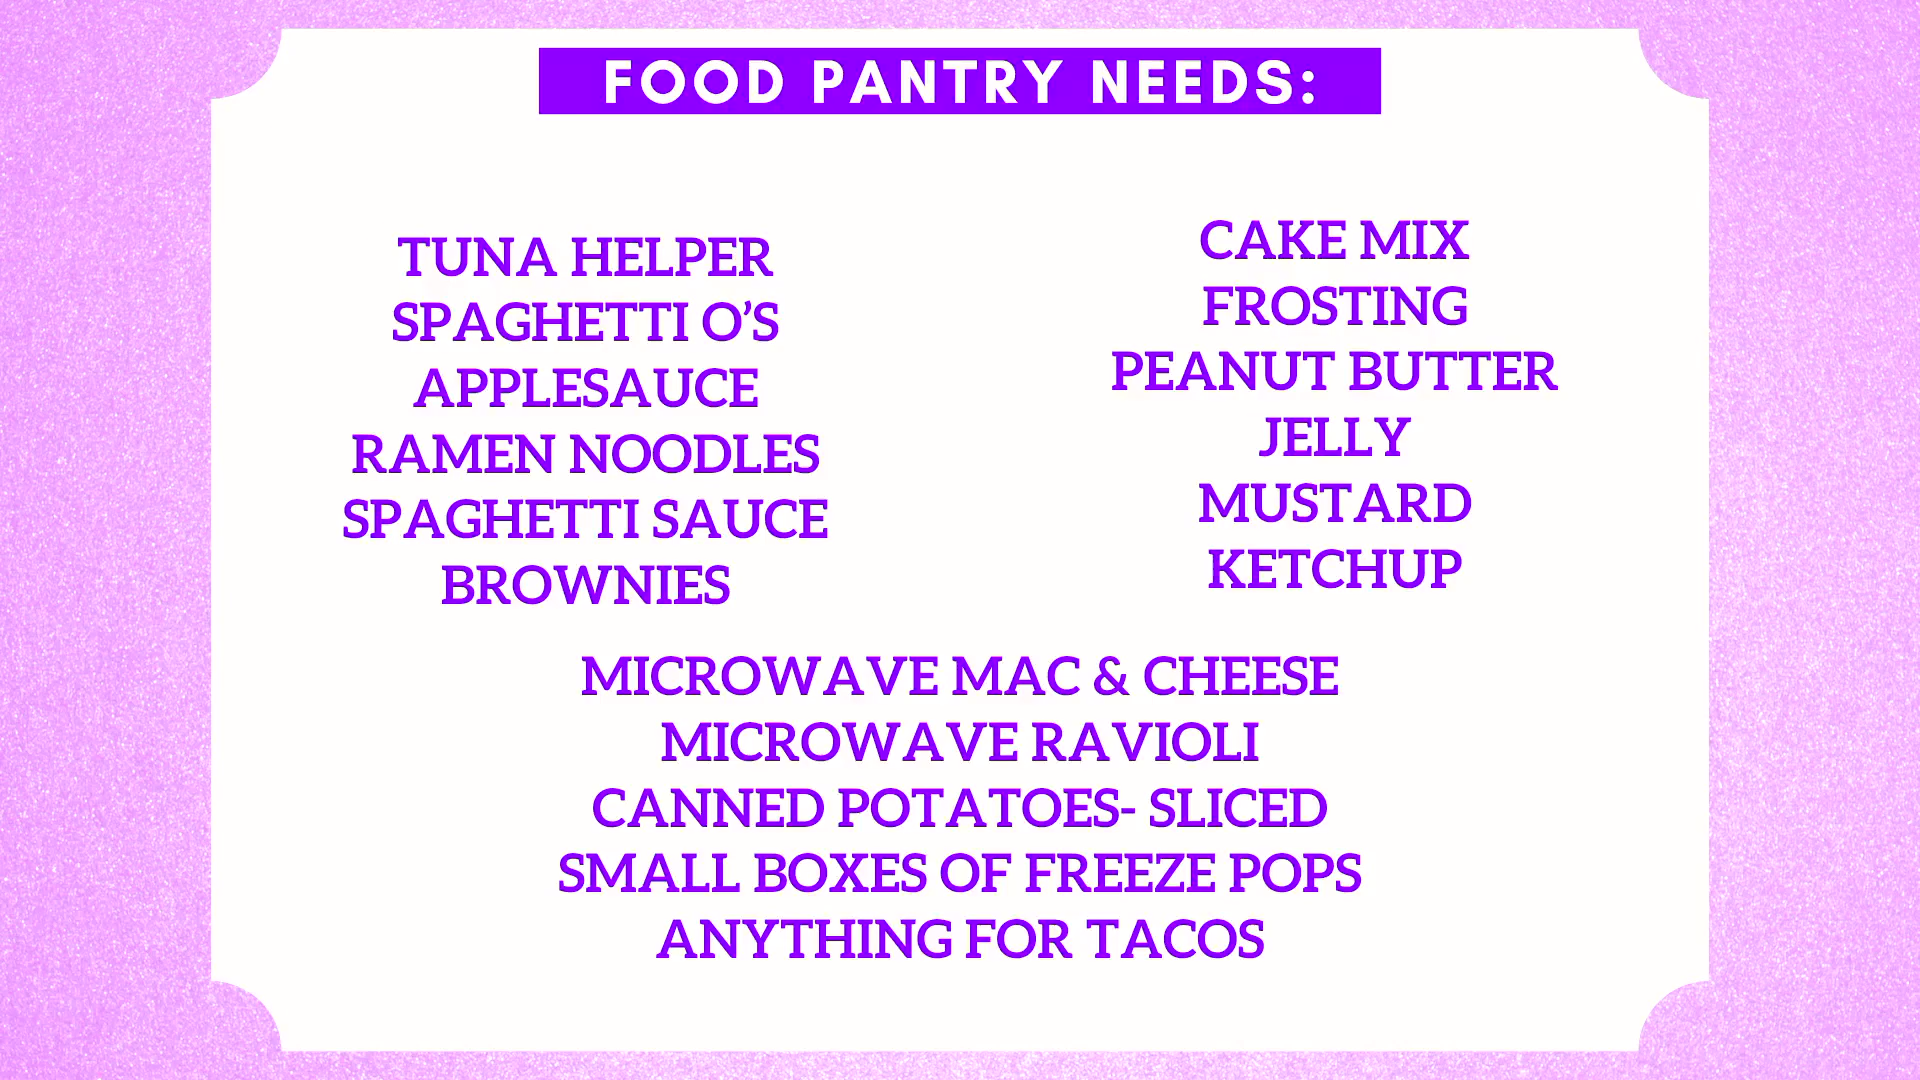 FOOD PANTRY NEEDS:
TUNA HELPER
SPAGHETTI O’S
APPLESAUCE
RAMEN NOODLES
SPAGHETTI SAUCE
BROWNIES
CAKE MIX
FROSTING
PEANUT BUTTER
JELLY
MUSTARD
KETCHUP
MICROWAVE MAC & CHEESE
MICROWAVE RAVIOLI
CANNED POTATOES- SLICED
SMALL BOXES OF FREEZE POPS
ANYTHING FOR TACOS